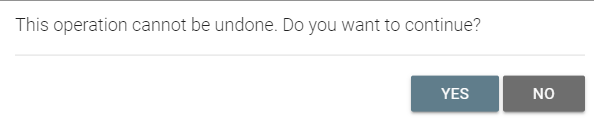 This operation cannot be undone. Do you want to continue?
YES NO